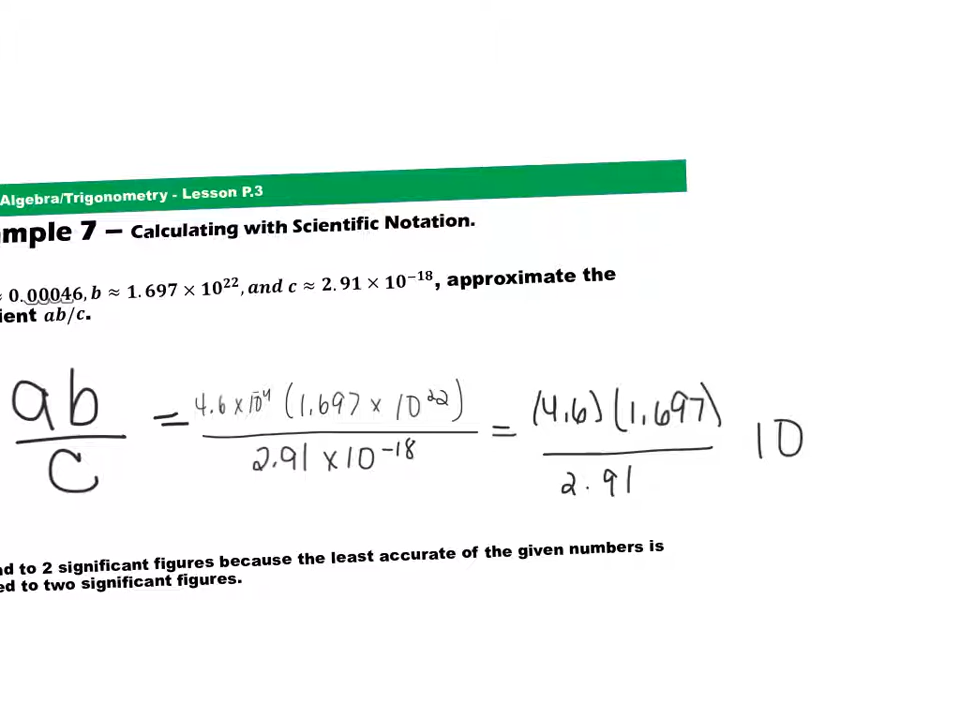 Algebra/Trigonometry - Lesson P.3
mple 7 – Calculating with Scientific Notation.
≈ 0.00046, b ≈ 1.697 × 10²², and c ≈ 2.91 × 10⁻¹⁸, approximate the
ient ab/c.
ab/c = 4.6 × 10⁻⁴ (1.697 × 10²²) / 2.91 × 10⁻¹⁸ = (4.6)(1.697) / 2.91 10
nd to 2 significant figures because the least accurate of the given numbers is
ed to two significant figures.